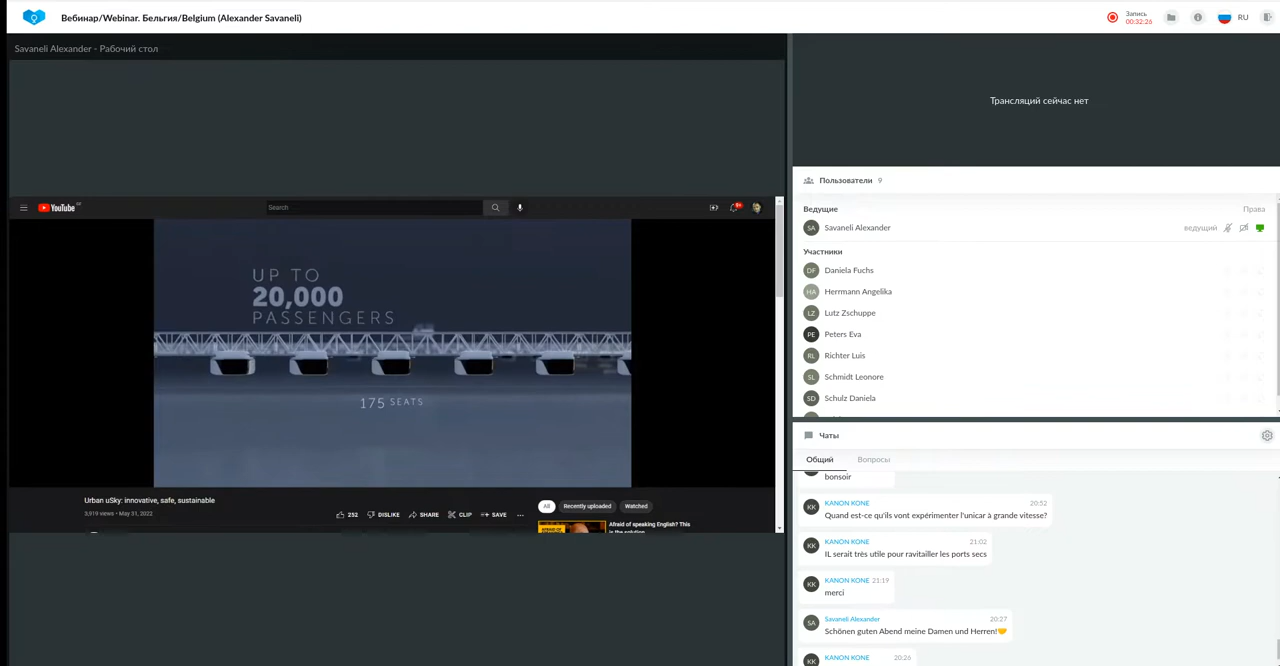 Вебинар/Webinar. Бельгия/Belgium (Alexander Savaneli)
Запись
00:32:26
RU
Savaneli Alexander - Рабочий стол
YouTube
Search
9+
UP TO
20,000
PASSENGERS
175 SEATS
Urban uSky: innovative, safe, sustainable
3,919 views • May 31, 2022
252
DISLIKE
SHARE
CLIP
SAVE
All
Recently uploaded
Watched
Afraid of speaking English? This
is the solution
Трансляций сейчас нет
Пользователи 9
Ведущие
Права
SA Savaneli Alexander
ведущий
Участники
DF Daniela Fuchs
HA Herrmann Angelika
LZ Lutz Zschuppe
PE Peters Eva
RL Richter Luis
SL Schmidt Leonore
SD Schulz Daniela
Чаты
Общий
Вопросы
bonsoir
KK KANON KONE 20:52
Quand est-ce qu'ils vont expérimenter l'unicar à grande vitesse?
KK KANON KONE 21:02
IL serait très utile pour ravitailler les ports secs
KK KANON KONE 21:19
merci
SA Savaneli Alexander 20:27
Schönen guten Abend meine Damen und Herren!🤝
KK KANON KONE 20:26